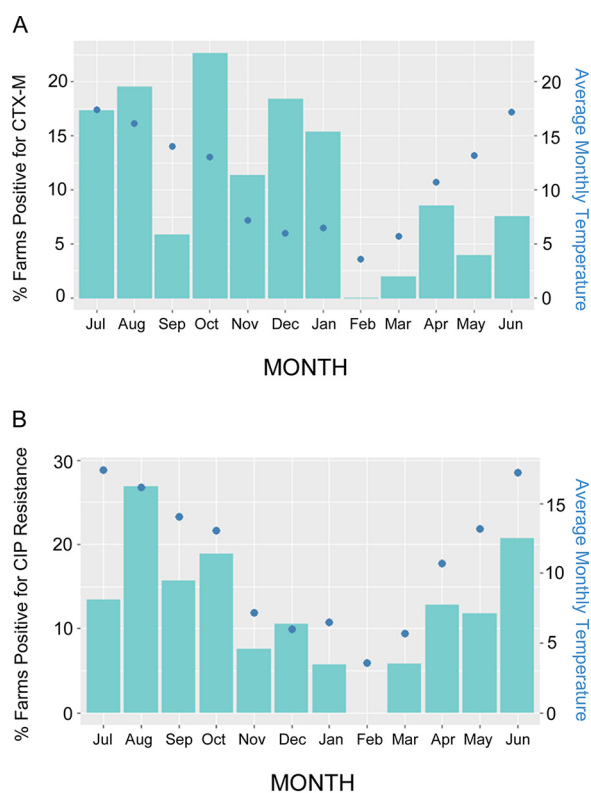 A
% Farms Positive for CTX-M
20
15
10
5
0
20
15
10
5
0
Average Monthly Temperature
Jul Aug Sep Oct Nov Dec Jan Feb Mar Apr May Jun
MONTH
B
% Farms Positive for CIP Resistance
30
20
10
0
15
10
5
0
Average Monthly Temperature
Jul Aug Sep Oct Nov Dec Jan Feb Mar Apr May Jun
MONTH